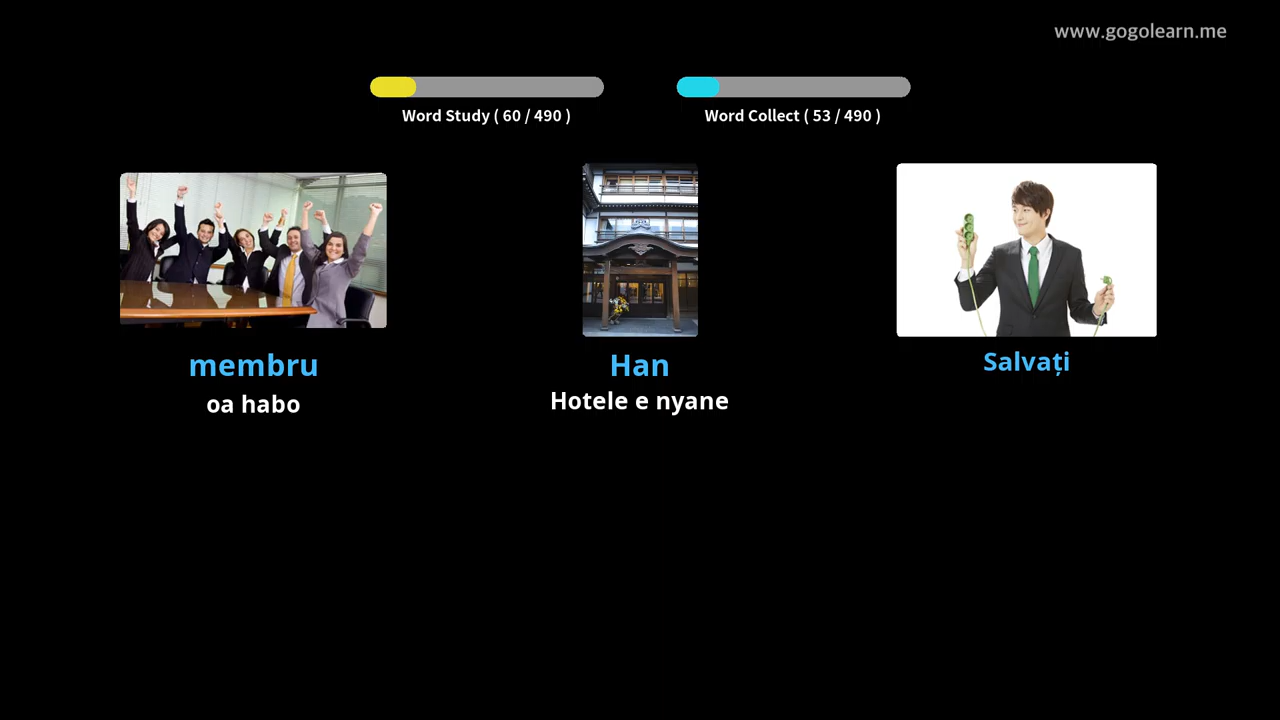 www.gogolearn.me
Word Study ( 60 / 490 )
Word Collect ( 53 / 490 )
membru
oa habo
Han
Hotele e nyane
Salvați